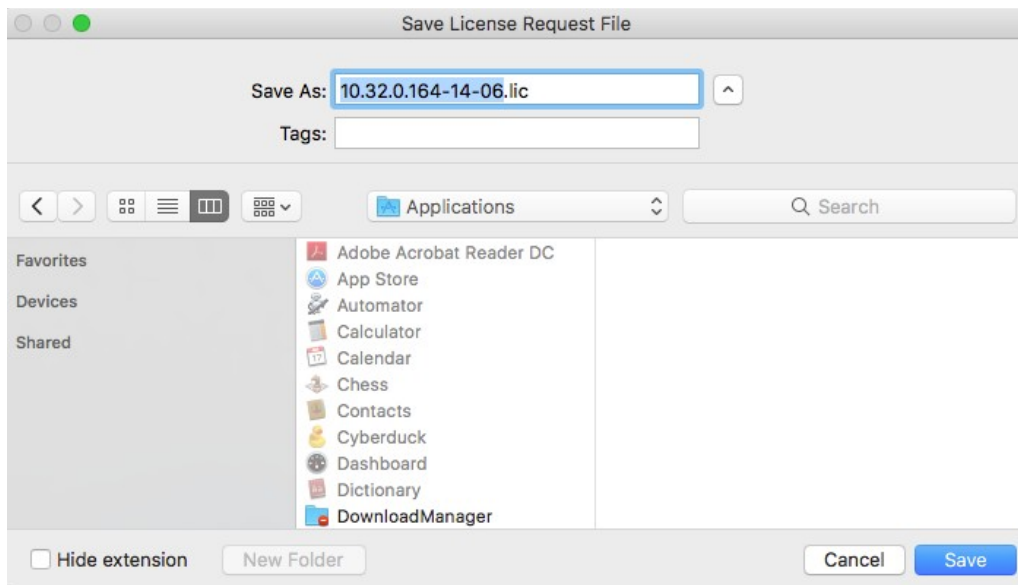 Save License Request File
Save As: 10.32.0.164-14-06.lic
Tags:
Applications
Search
Favorites
Devices
Shared
Adobe Acrobat Reader DC
App Store
Automator
Calculator
17
Calendar
Chess
Contacts
Cyberduck
Dashboard
Dictionary
DownloadManager
Hide extension
New Folder
Cancel
Save